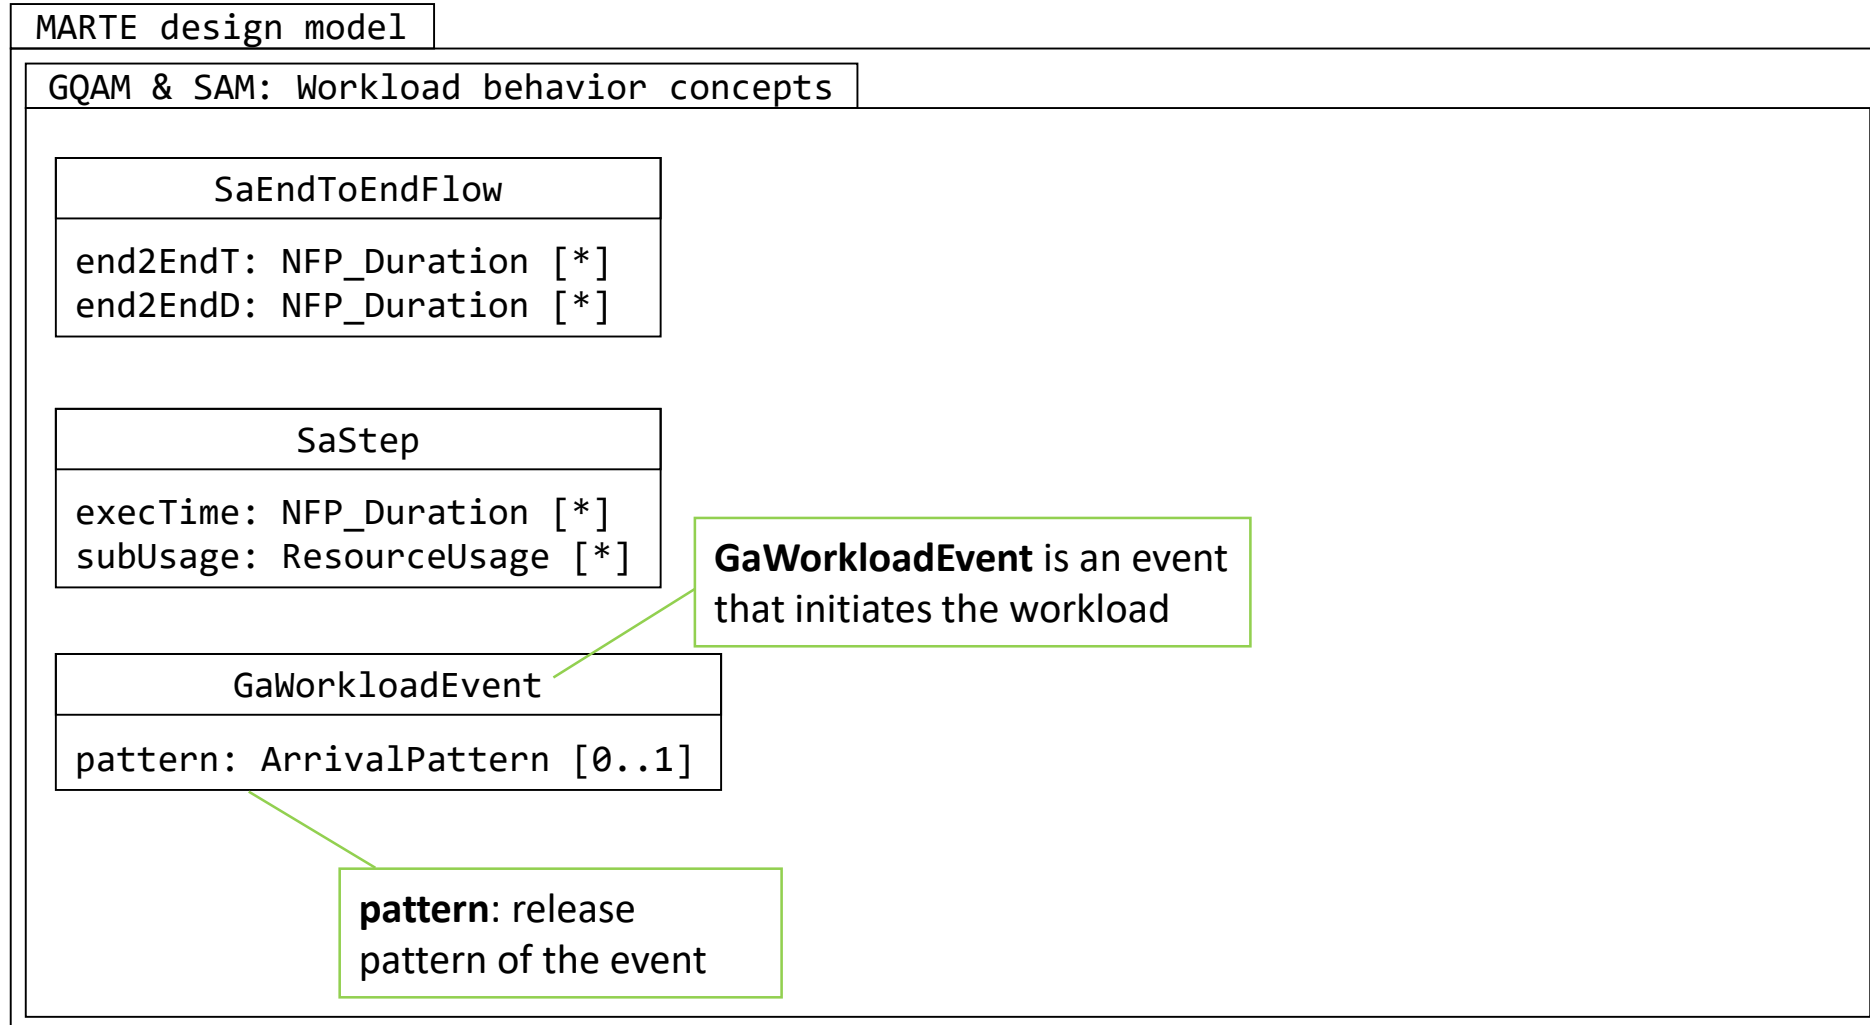 MARTE design model
GQAM & SAM: Workload behavior concepts
SaEndToEndFlow
end2EndT: NFP_Duration [*]
end2EndD: NFP_Duration [*]
SaStep
execTime: NFP_Duration [*]
subUsage: ResourceUsage [*]
GaWorkloadEvent is an event
that initiates the workload
GaWorkloadEvent
pattern: ArrivalPattern [0..1]
pattern: release
pattern of the event